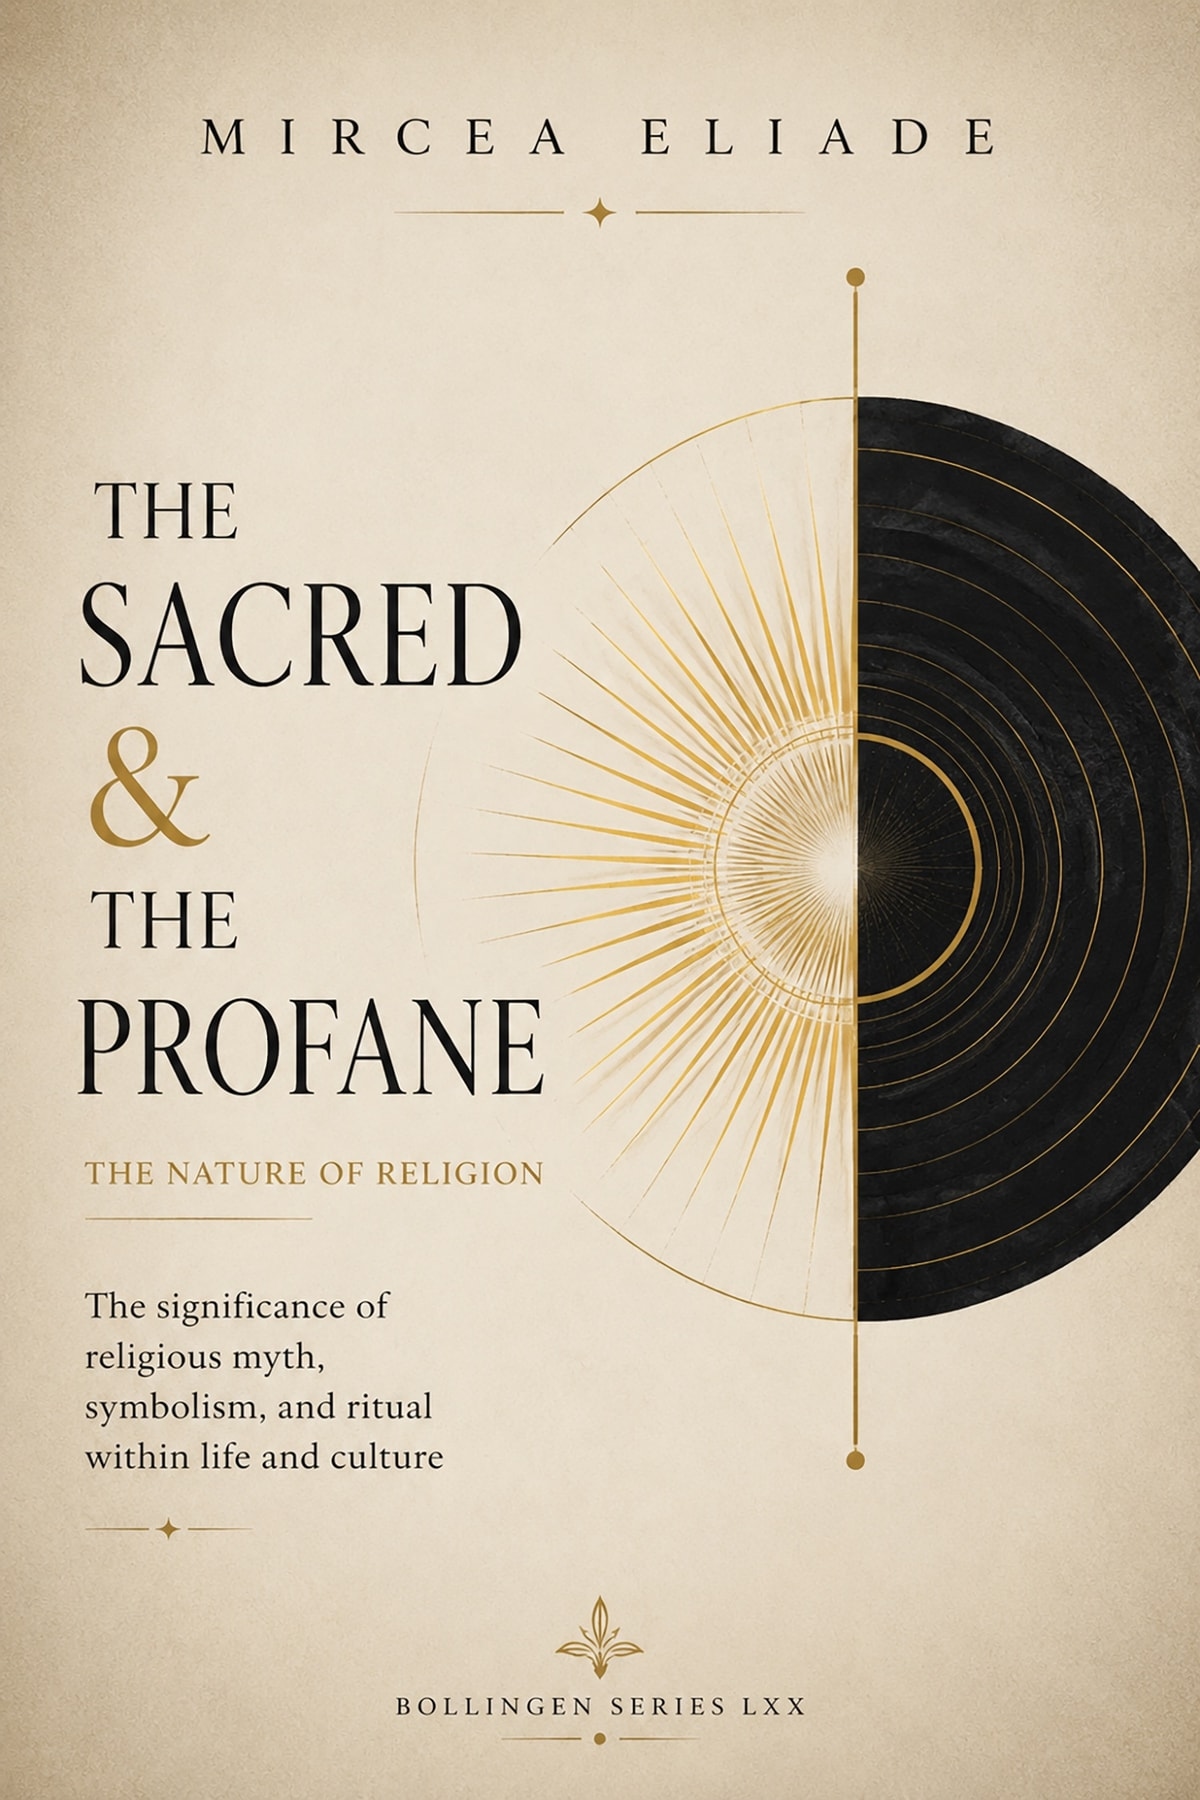 MIRCEA ELIADE
THE
SACRED
&
THE
PROFANE
THE NATURE OF RELIGION
The significance of
religious myth,
symbolism, and ritual
within life and culture
BOLLINGEN SERIES LXX